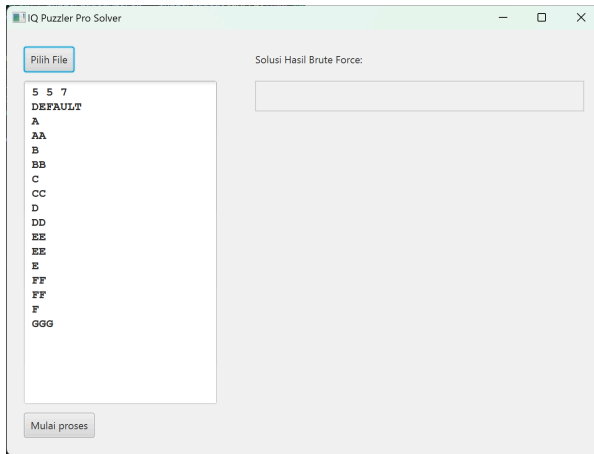 IQ Puzzler Pro Solver
Pilih File
Solusi Hasil Brute Force:
5 5 7
DEFAULT
A
AA
B
BB
C
CC
D
DD
EE
EE
E
FF
FF
F
GGG
Mulai proses